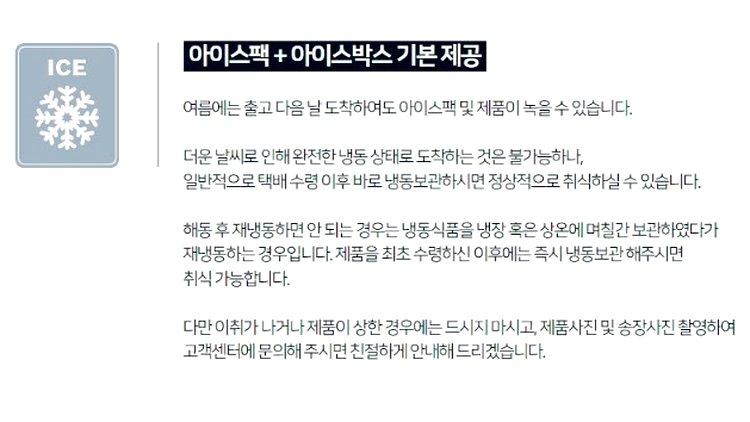 ICE
아이스팩 + 아이스박스 기본 제공
여름에는 출고 다음 날 도착하여도 아이스팩 및 제품이 녹을 수 있습니다.
더운 날씨로 인해 완전한 냉동 상태로 도착하는 것은 불가능하나,
일반적으로 택배 수령 이후 바로 냉동보관하시면 정상적으로 취식하실 수 있습니다.
해동 후 재냉동하면 안 되는 경우는 냉동식품을 냉장 혹은 상온에 며칠간 보관하였다가
재냉동하는 경우입니다. 제품을 최초 수령하신 이후에는 즉시 냉동보관 해주시면
취식 가능합니다.
다만 이취가 나거나 제품이 상한 경우에는 드시지 마시고, 제품사진 및 송장사진 촬영하여
고객센터에 문의해 주시면 친절하게 안내해 드리겠습니다.